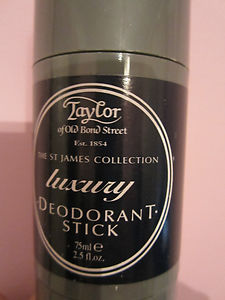 Taylor
of Old Bond Street
Est. 1854
THE ST JAMES COLLECTION
luxury
DEODORANT
STICK
75ml e
2.5 fl.oz.